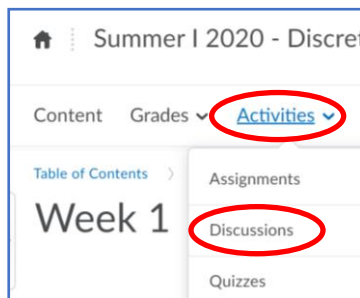 Summer I 2020 - Discret
Content Grades Activities
Table of Contents
Assignments
Week 1
Discussions
Quizzes